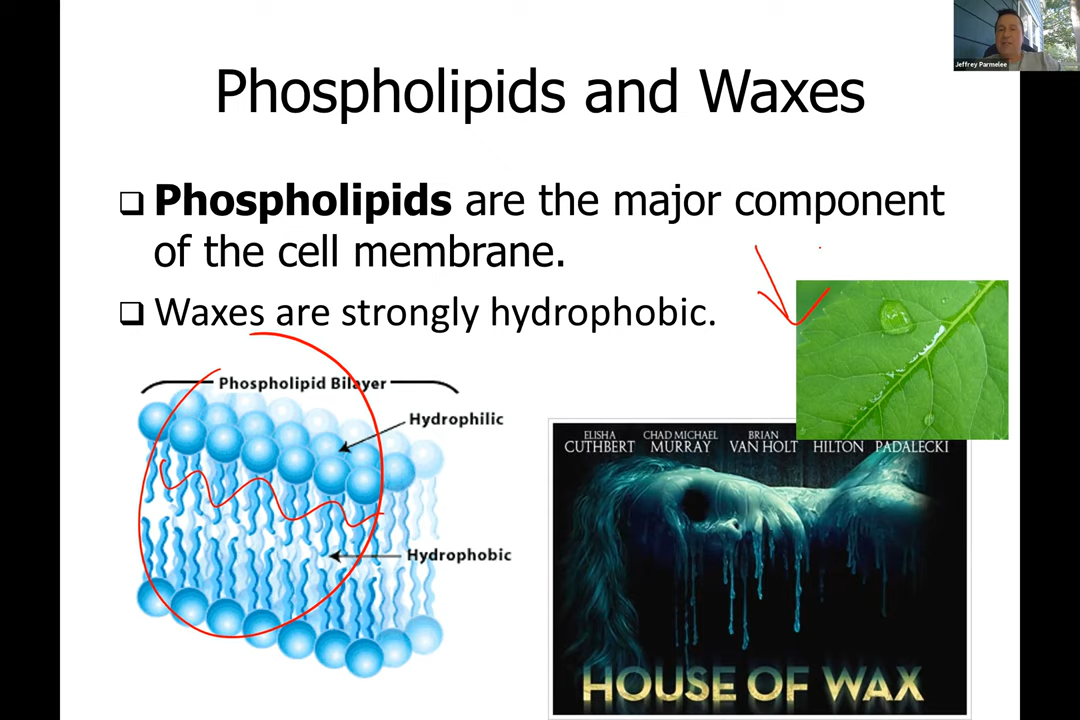 Jeffrey Parmelee
Phospholipids and Waxes
Phospholipids are the major component
of the cell membrane.
Waxes are strongly hydrophobic.
Phospholipid Bilayer
Hydrophilic
Hydrophobic
ELISHA CUTHBERT
CHAD MICHAEL MURRAY
BRIAN VAN HOLT
HILTON
PADALECKI
HOUSE OF WAX